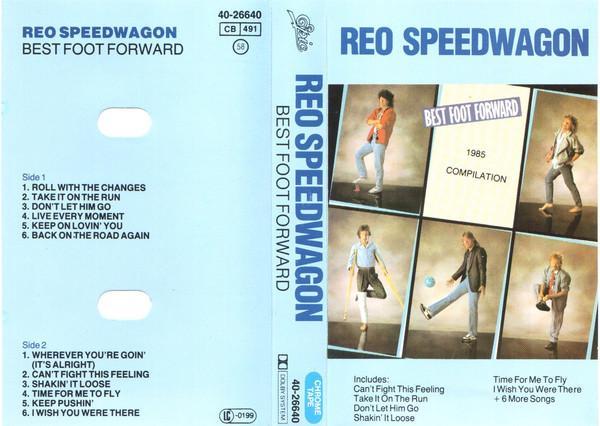 REO SPEEDWAGON
BEST FOOT FORWARD
40-26640
CB 491
58
Side 1
1. ROLL WITH THE CHANGES
2. TAKE IT ON THE RUN
3. DON'T LET HIM GO
4. LIVE EVERY MOMENT
5. KEEP ON LOVIN' YOU
6. BACK ON THE ROAD AGAIN
Side 2
1. WHEREVER YOU'RE GOIN'
(IT'S ALRIGHT)
2. CAN'T FIGHT THIS FEELING
3. SHAKIN' IT LOOSE
4. TIME FOR ME TO FLY
5. KEEP PUSHIN'
6. I WISH YOU WERE THERE
LC-0199
Epic
REO SPEEDWAGON
BEST FOOT FORWARD
DOLBY SYSTEM
CHROME
TAPE
40-26640
REO SPEEDWAGON
BEST FOOT FORWARD
1985
COMPILATION
Includes:
Can't Fight This Feeling
Take It On The Run
Don't Let Him Go
Shakin' It Loose
Time For Me To Fly
I Wish You Were There
+ 6 More Songs